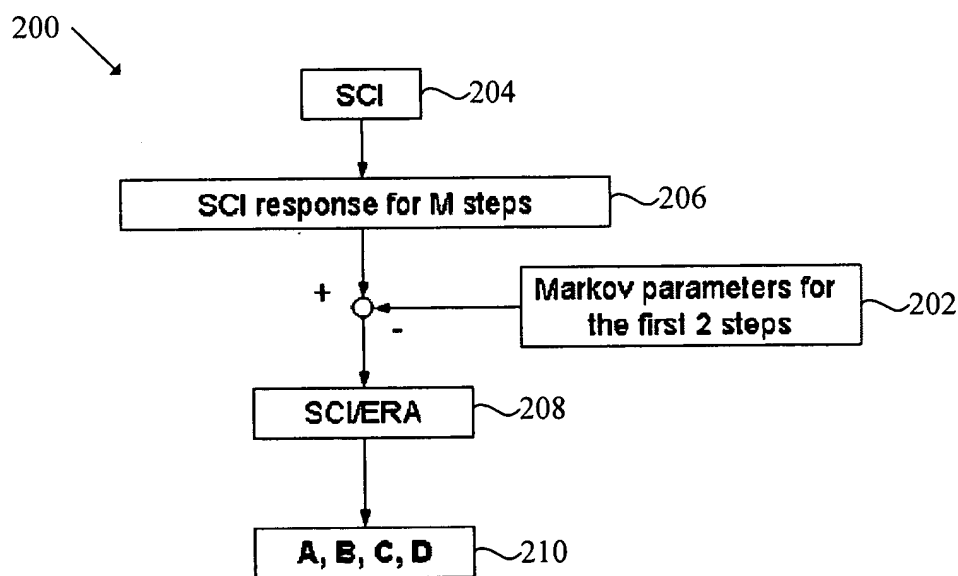 200
SCI
204
SCI response for M steps
206
+
-
Markov parameters for
the first 2 steps
202
SCI/ERA
208
A, B, C, D
210